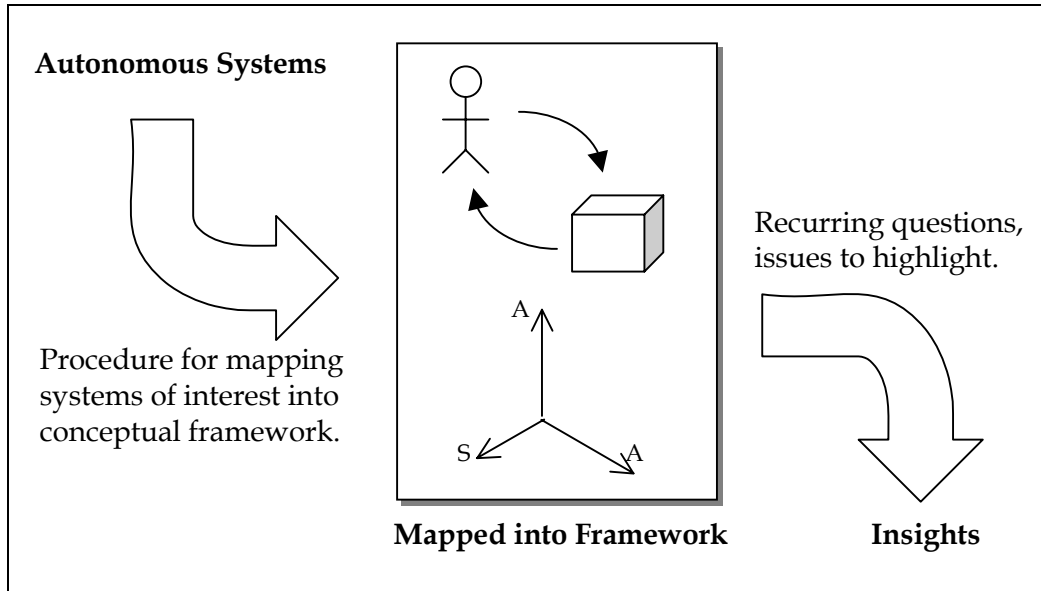 Autonomous Systems
Procedure for mapping
systems of interest into
conceptual framework.
A
S
A
Mapped into Framework
Recurring questions,
issues to highlight.
Insights